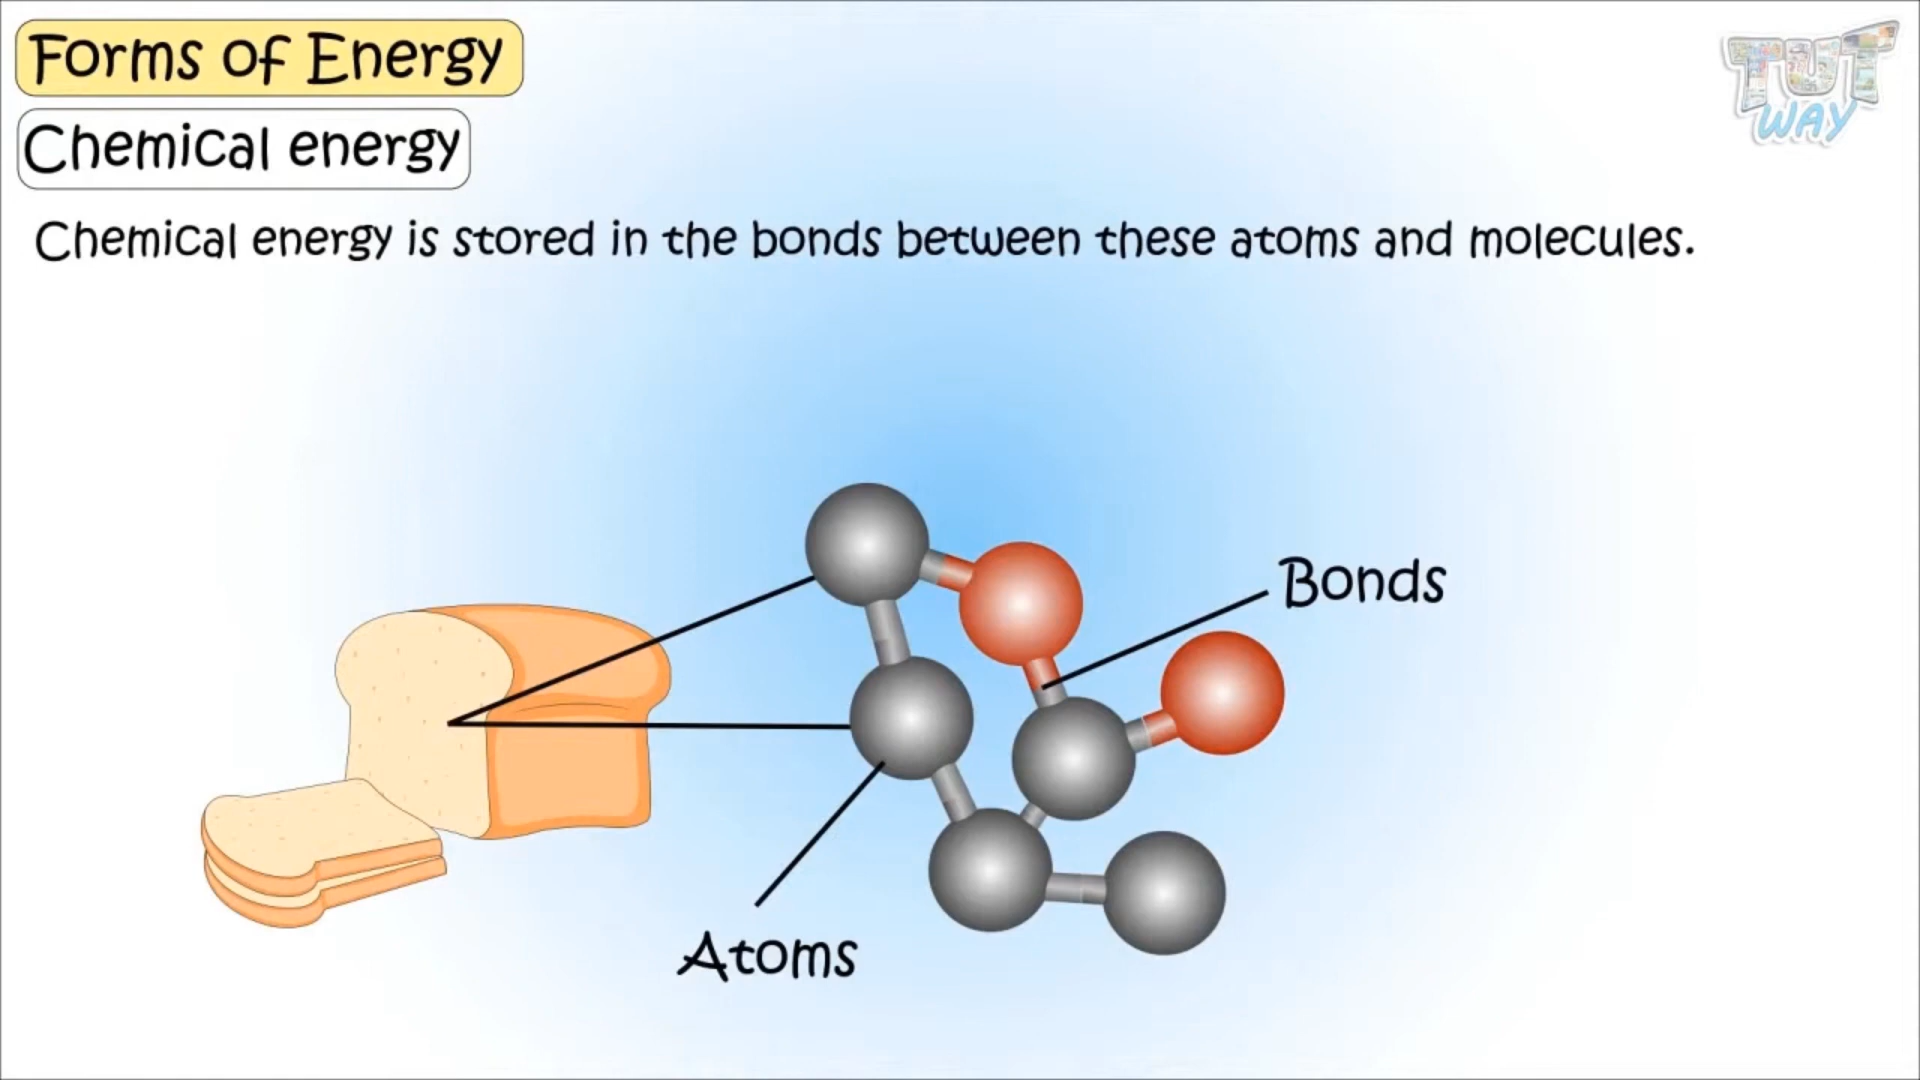 Forms of Energy
TUT
WAY
Chemical energy
Chemical energy is stored in the bonds between these atoms and molecules.
Bonds
Atoms